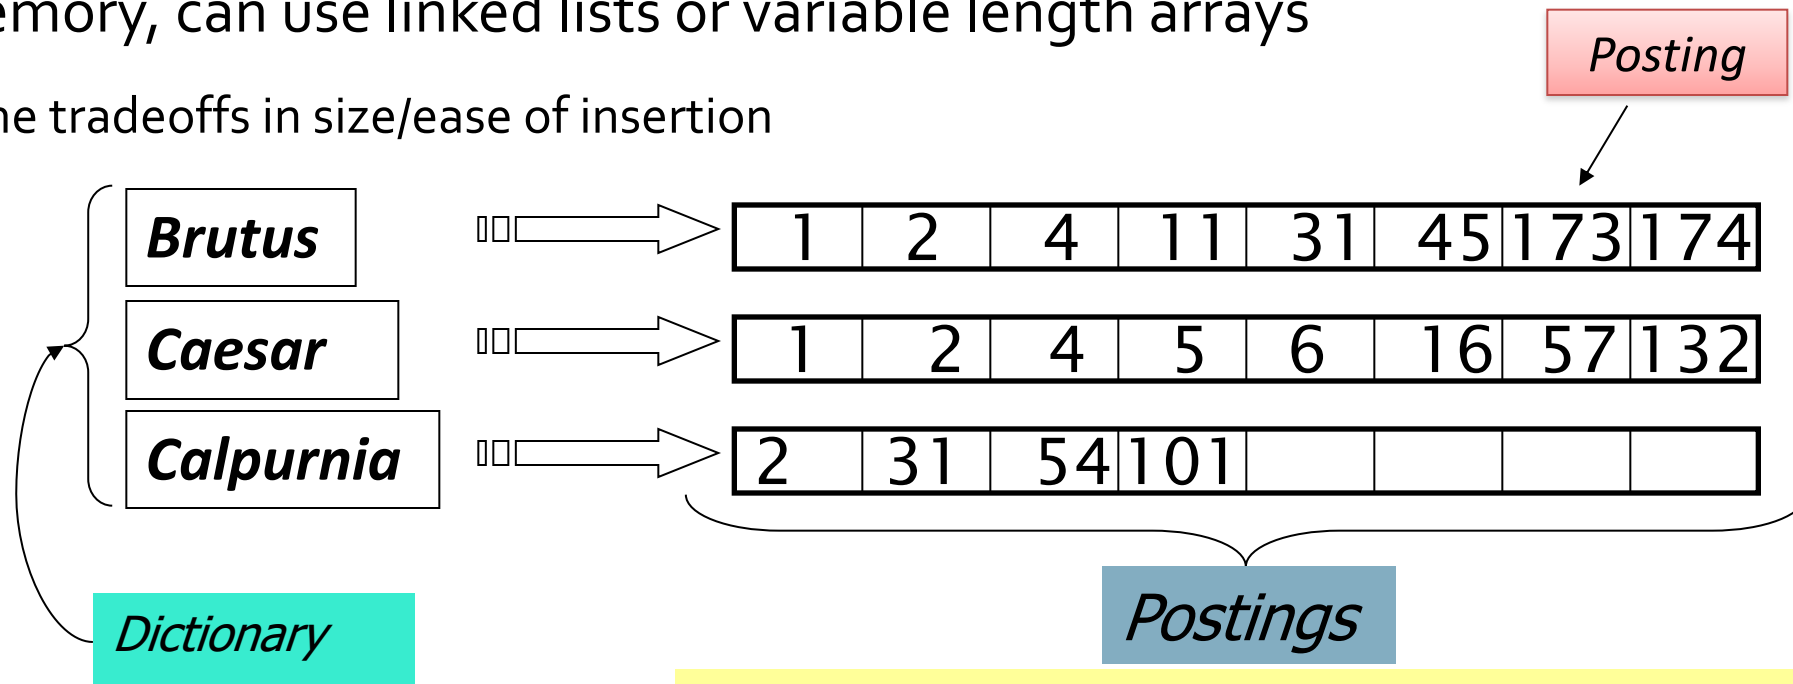 can use linked lists or variable length arrays
Posting
tradeoffs in size/ease of insertion
Brutus 1 2 4 11 31 45 173 174
Caesar 1 2 4 5 6 16 57 132
Calpurnia 2 31 54 101
Dictionary
Postings